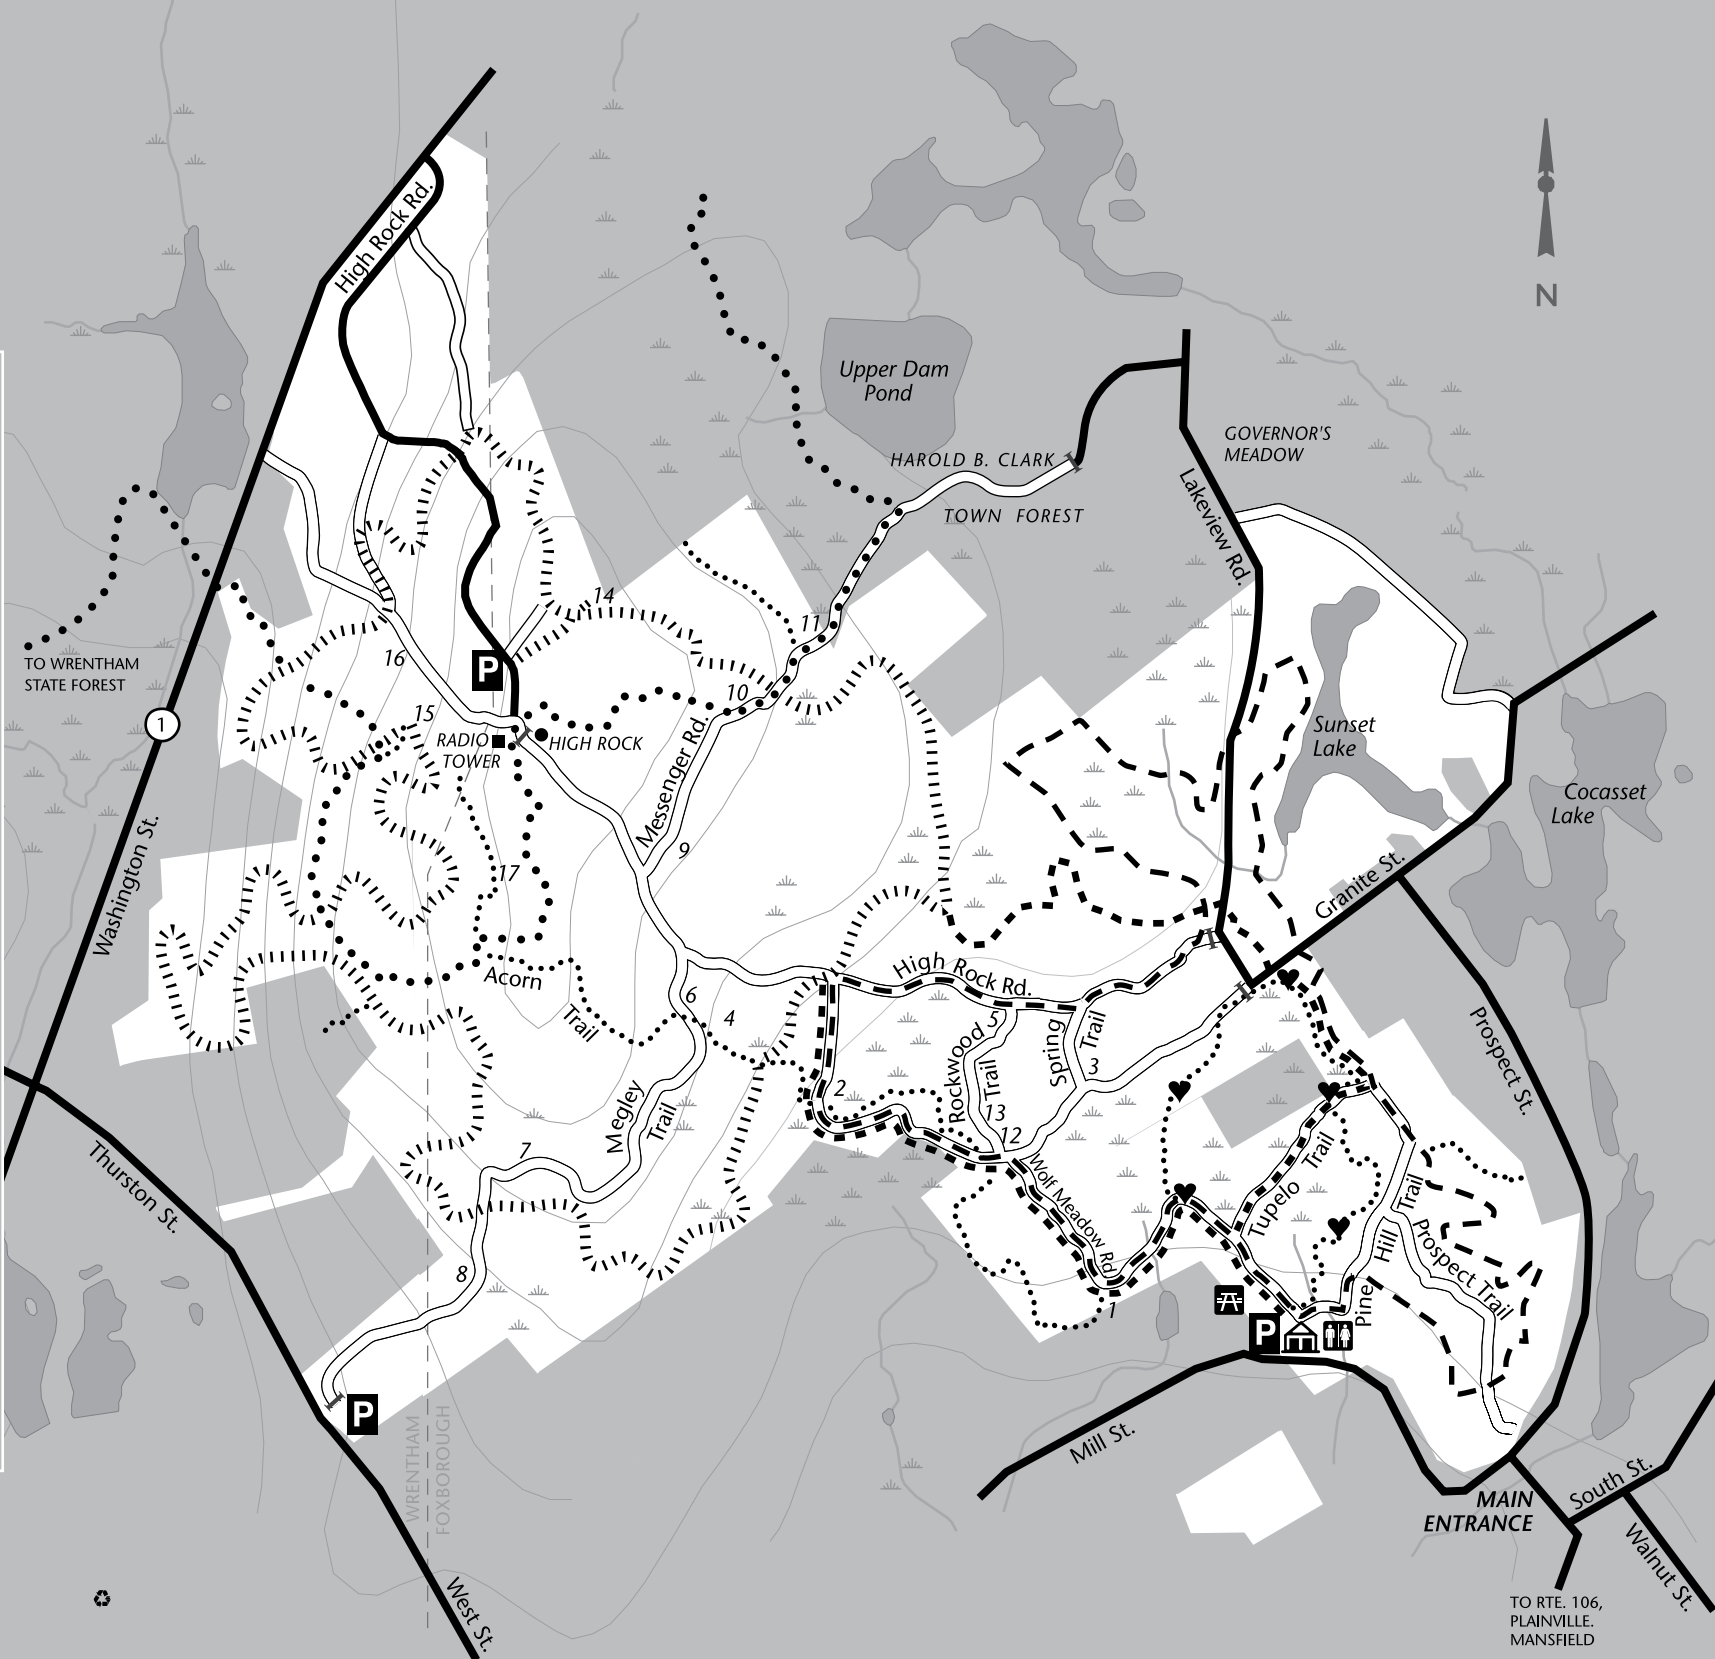 High Rock Rd.
N
Upper Dam
Pond
GOVERNOR'S
MEADOW
HAROLD B. CLARK
TOWN FOREST
Lakeview Rd.
14
11
TO WRENTHAM
STATE FOREST
16
P
10
15
1
RADIO
TOWER
HIGH ROCK
Messenger Rd.
Sunset
Lake
Cocasset
Lake
9
17
Washington St.
Granite St.
Acorn
Trail
High Rock Rd.
6
4
5
Rockwood
Trail
Spring
Trail
3
Prospect St.
2
13
12
Megley
Trail
7
Thurston St.
Wolf Meadow Rd.
Tupelo
Trail
Pine
Hill
Trail
Prospect Trail
8
1
P
P
Mill St.
WRENTHAM
FOXBOROUGH
MAIN
ENTRANCE
South St.
Walnut St.
West St.
TO RTE. 106,
PLAINVILLE.
MANSFIELD